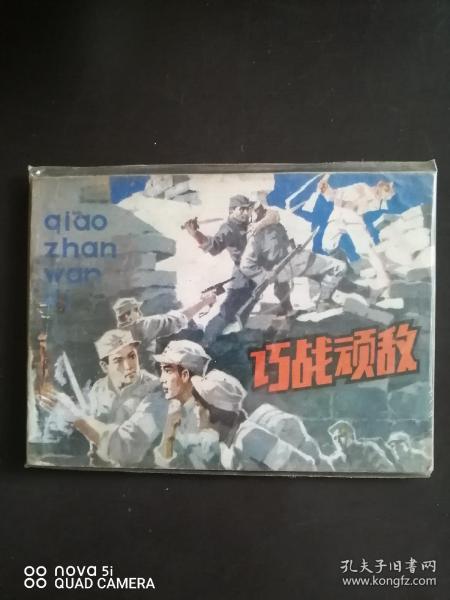 qiao
zhan
wan
di
巧战顽敌
nova 5i
QUAD CAMERA
孔夫子旧书网
www.kongfz.com